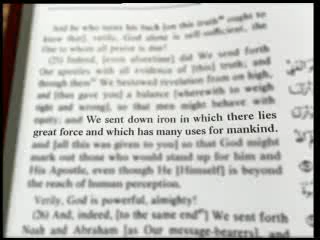 And he who turns his back [on this truth ought to
know that], verily, God alone is self-sufficient, the
One to whom all praise is due!
(25) Indeed, [even aforetime] did We send forth
Our apostles with all evidence of [this] truth; and
through them We bestowed revelation from on high,
and [thus gave you] a balance [wherewith to weigh
right and wrong], so that men might behave with
equity; and We sent down iron in which there lies
great force and which has many uses for mankind.
and [all this was given to you] so that God might
mark out those who would stand up for him and
His Apostle, even though He [Himself] is beyond
the reach of human perception.
Verily, God is powerful, almighty!
(26) And, indeed, [to the same end] We sent forth
Noah and Abraham [as Our message-bearers], and